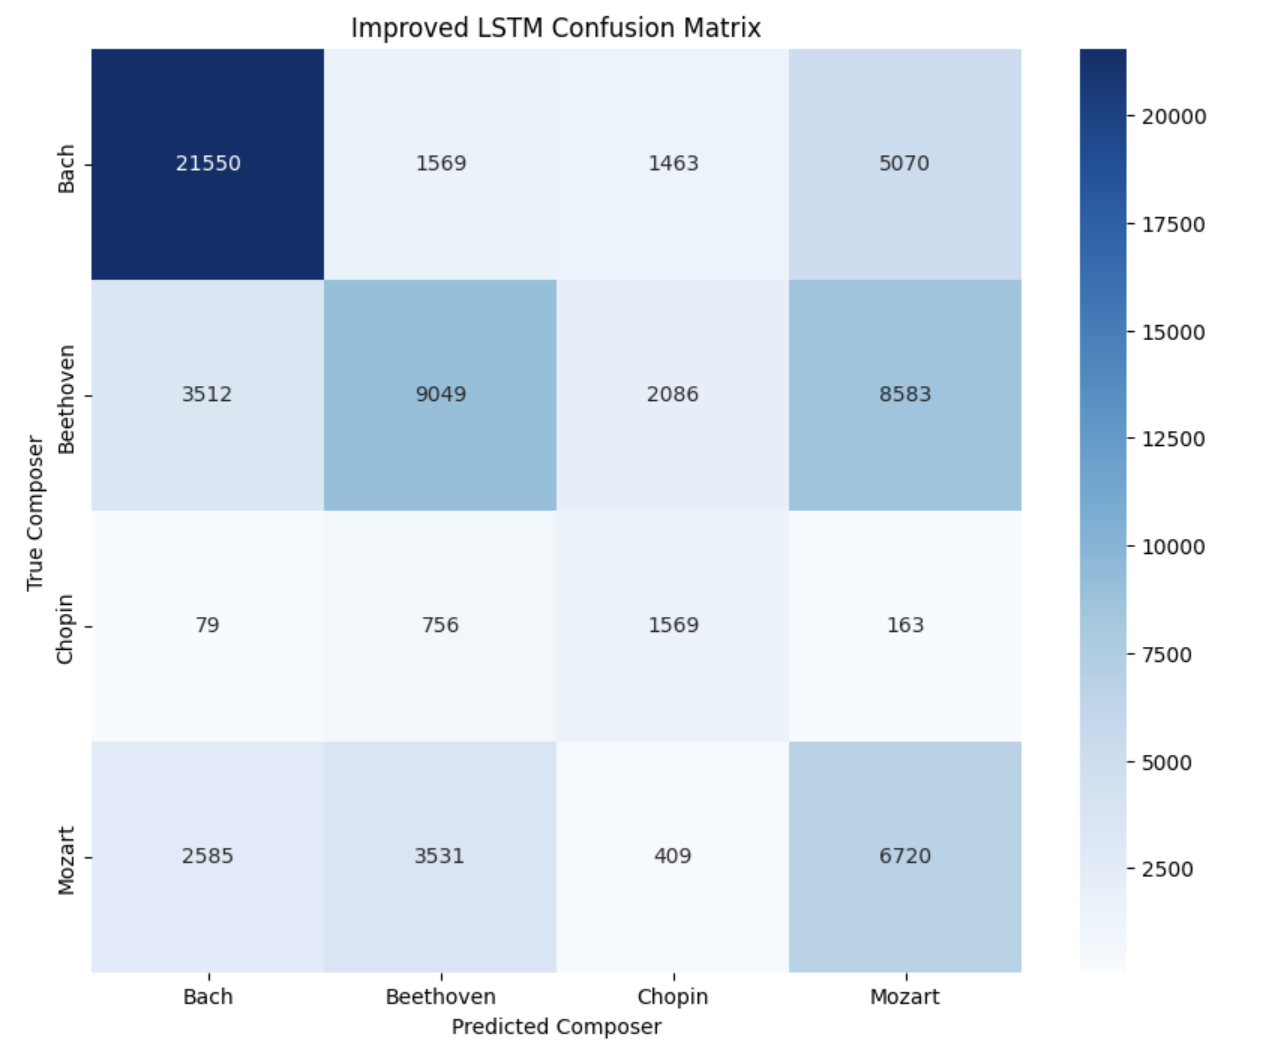 Improved LSTM Confusion Matrix
True Composer
Bach 21550 1569 1463 5070
Beethoven 3512 9049 2086 8583
Chopin 79 756 1569 163
Mozart 2585 3531 409 6720
Bach Beethoven Chopin Mozart
Predicted Composer
20000
17500
15000
12500
10000
7500
5000
2500